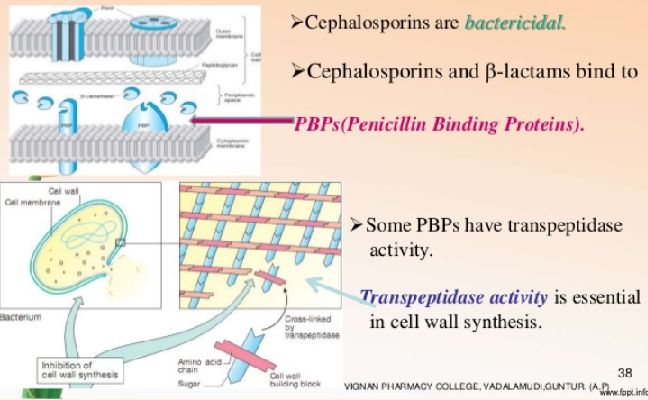 Pore
Outer
membrane
Peptidoglycan
Cell
β-lactamase
Periplasmic
space
PBP
PBP
Cytoplasmic
membrane
➤Cephalosporins are bactericidal.
➤Cephalosporins and β-lactams bind to
PBPs(Penicillin Binding Proteins).
Cell wall
Cell membrane
Bacterium
Inhibition of
cell wall synthesis
Cross-linked
by
transpeptidase
Amino acid
chain
Sugar
Cell wall
building block
➤Some PBPs have transpeptidase
activity.
Transpeptidase activity is essential
in cell wall synthesis.
38
VIGNAN PHARMACY COLLEGE, VADALAMUDI,GUNTUR. (A.P)
www.fppt.info